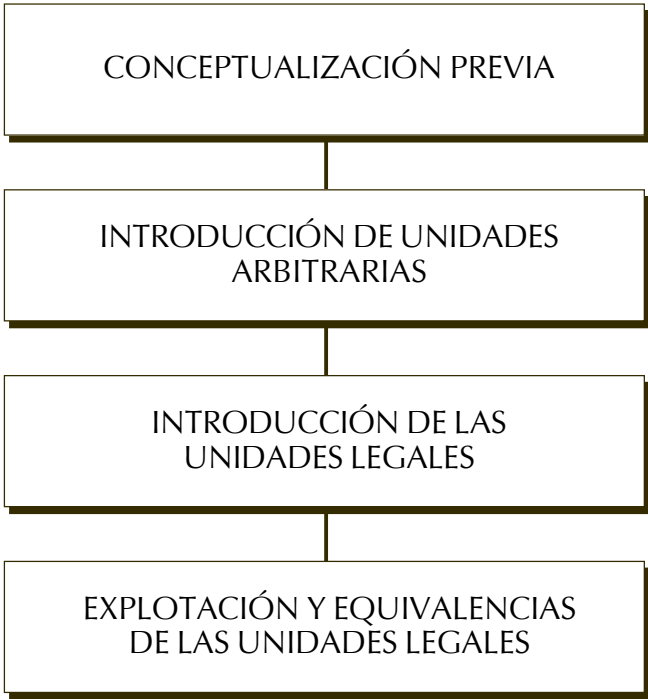 CONCEPTUALIZACIÓN PREVIA
INTRODUCCIÓN DE UNIDADES
ARBITRARIAS
INTRODUCCIÓN DE LAS
UNIDADES LEGALES
EXPLOTACIÓN Y EQUIVALENCIAS
DE LAS UNIDADES LEGALES